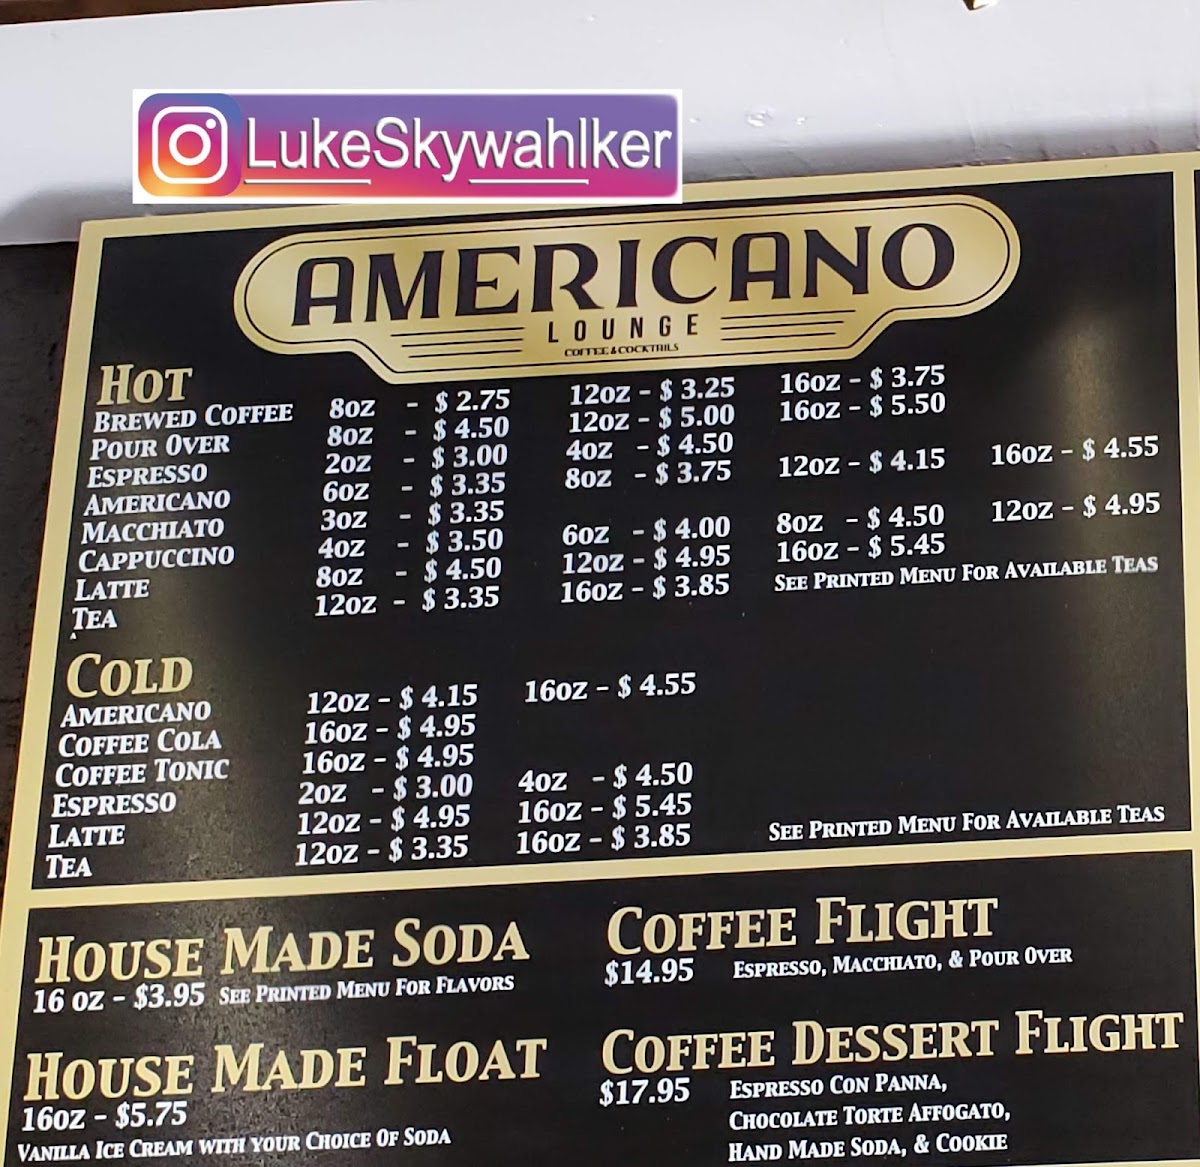 LukeSkywahlker
AMERICANO
LOUNGE
COFFEE & COCKTAILS
HOT
BREWED COFFEE 8OZ - $ 2.75 12OZ - $ 3.25 16OZ - $ 3.75
POUR OVER 8OZ - $ 4.50 12OZ - $ 5.00 16OZ - $ 5.50
ESPRESSO 2OZ - $ 3.00 4OZ - $ 4.50
AMERICANO 6OZ - $ 3.35 8OZ - $ 3.75 12OZ - $ 4.15 16OZ - $ 4.55
MACCHIATO 3OZ - $ 3.35
CAPPUCCINO 4OZ - $ 3.50 6OZ - $ 4.00 8OZ - $ 4.50 12OZ - $ 4.95
LATTE 8OZ - $ 4.50 12OZ - $ 4.95 16OZ - $ 5.45
TEA 12OZ - $ 3.35 16OZ - $ 3.85 SEE PRINTED MENU FOR AVAILABLE TEAS
COLD
AMERICANO 12OZ - $ 4.15 16OZ - $ 4.55
COFFEE COLA 16OZ - $ 4.95
COFFEE TONIC 16OZ - $ 4.95
ESPRESSO 2OZ - $ 3.00 4OZ - $ 4.50
LATTE 12OZ - $ 4.95 16OZ - $ 5.45
TEA 12OZ - $ 3.35 16OZ - $ 3.85 SEE PRINTED MENU FOR AVAILABLE TEAS
HOUSE MADE SODA
16 OZ - $3.95 SEE PRINTED MENU FOR FLAVORS
HOUSE MADE FLOAT
16OZ - $5.75
VANILLA ICE CREAM WITH YOUR CHOICE OF SODA
COFFEE FLIGHT
$14.95 ESPRESSO, MACCHIATO, & POUR OVER
COFFEE DESSERT FLIGHT
$17.95 ESPRESSO CON PANNA,
CHOCOLATE TORTE AFFOGATO,
HAND MADE SODA, & COOKIE